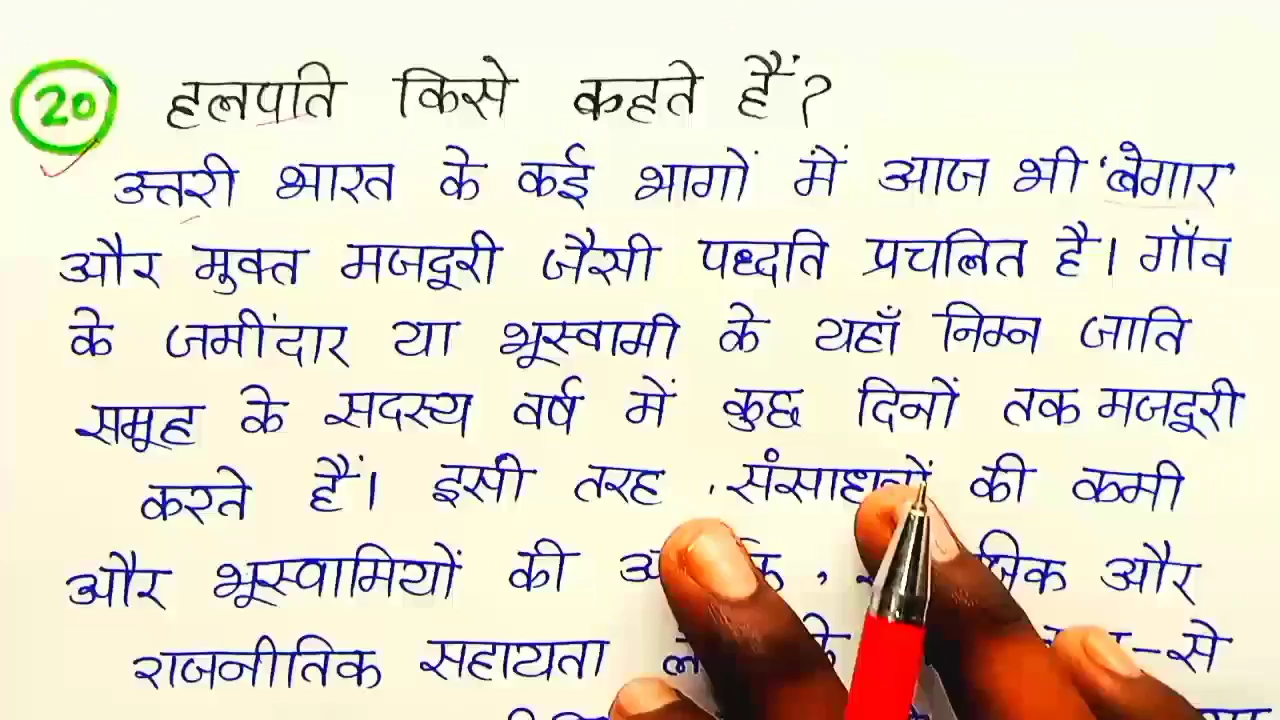 20 हलपति किसे कहते हैं?
उत्तरी भारत के कई भागों में आज भी 'बेगार'
और मुक्त मजदूरी जैसी पध्दति प्रचलित है। गाँव
के जमींदार या भूस्वामी के यहाँ निम्न जाति
समूह के सदस्य वर्ष में कुछ दिनों तक मजदूरी
करते हैं। इसी तरह, संसाधनों की कमी
और भूस्वामियों की और
राजनीतिक सहायता से